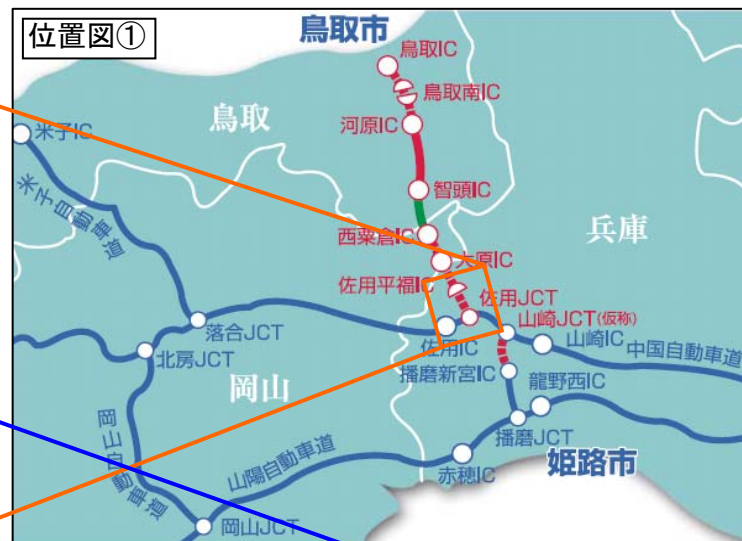 位置図①
鳥取市
鳥取IC
鳥取南IC
鳥取
河原IC
米子IC
智頭IC
米子自動車道
兵庫
西粟倉IC
大原IC
佐用平福IC
佐用JCT
山崎JCT(仮称)
落合JCT
佐用IC
山崎IC
中国自動車道
北房JCT
播磨新宮IC
岡山
龍野西IC
播磨JCT
岡山自動車道
山陽自動車道
赤穂IC
姫路市
岡山JCT